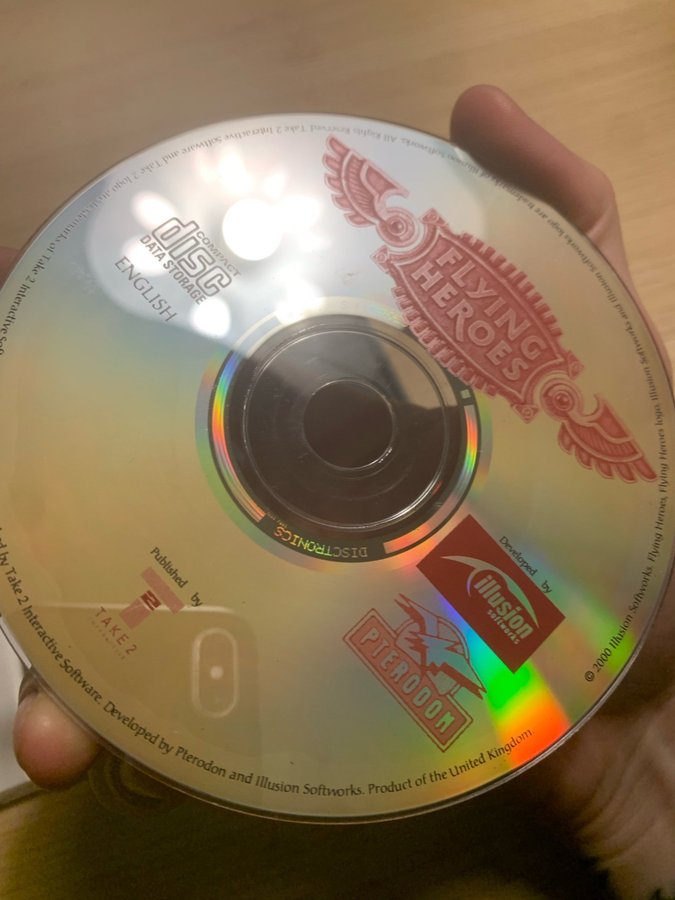 FLYING
HEROES
COMPACT
disc
DATA STORAGE
ENGLISH
DISCTRONICS
Developed by
illusion
softworks
PTERODON
Published by
T2
TAKE 2
INTERACTIVE
© 2000 Illusion Softworks. Flying Heroes, Flying Heroes logo, Illusion Softworks and Illusion Softworks logo are trademarks of Illusion Softworks. All Rights Reserved. Take 2 Interactive Software and Take 2 logo are trademarks of Take 2 Interactive
by Take 2 Interactive Software. Developed by Pterodon and Illusion Softworks. Product of the United Kingdom